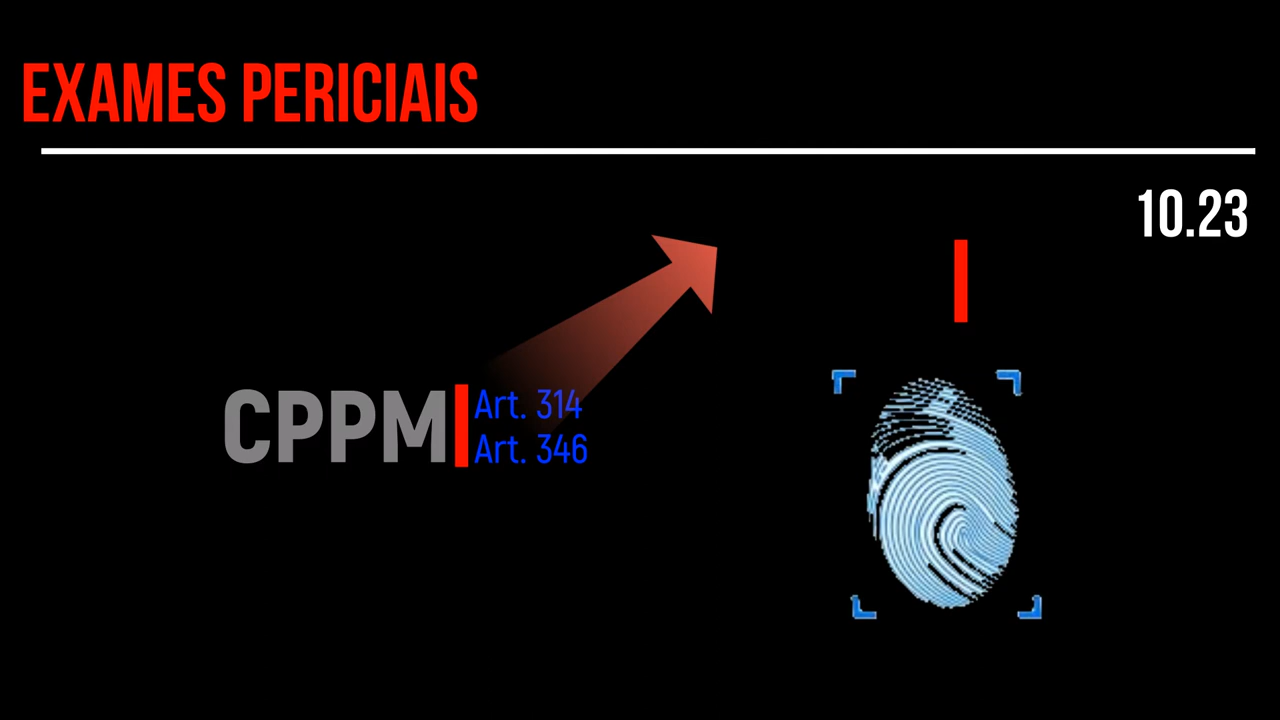 EXAMES PERICIAIS
10.23
CPPM
Art. 314
Art. 346